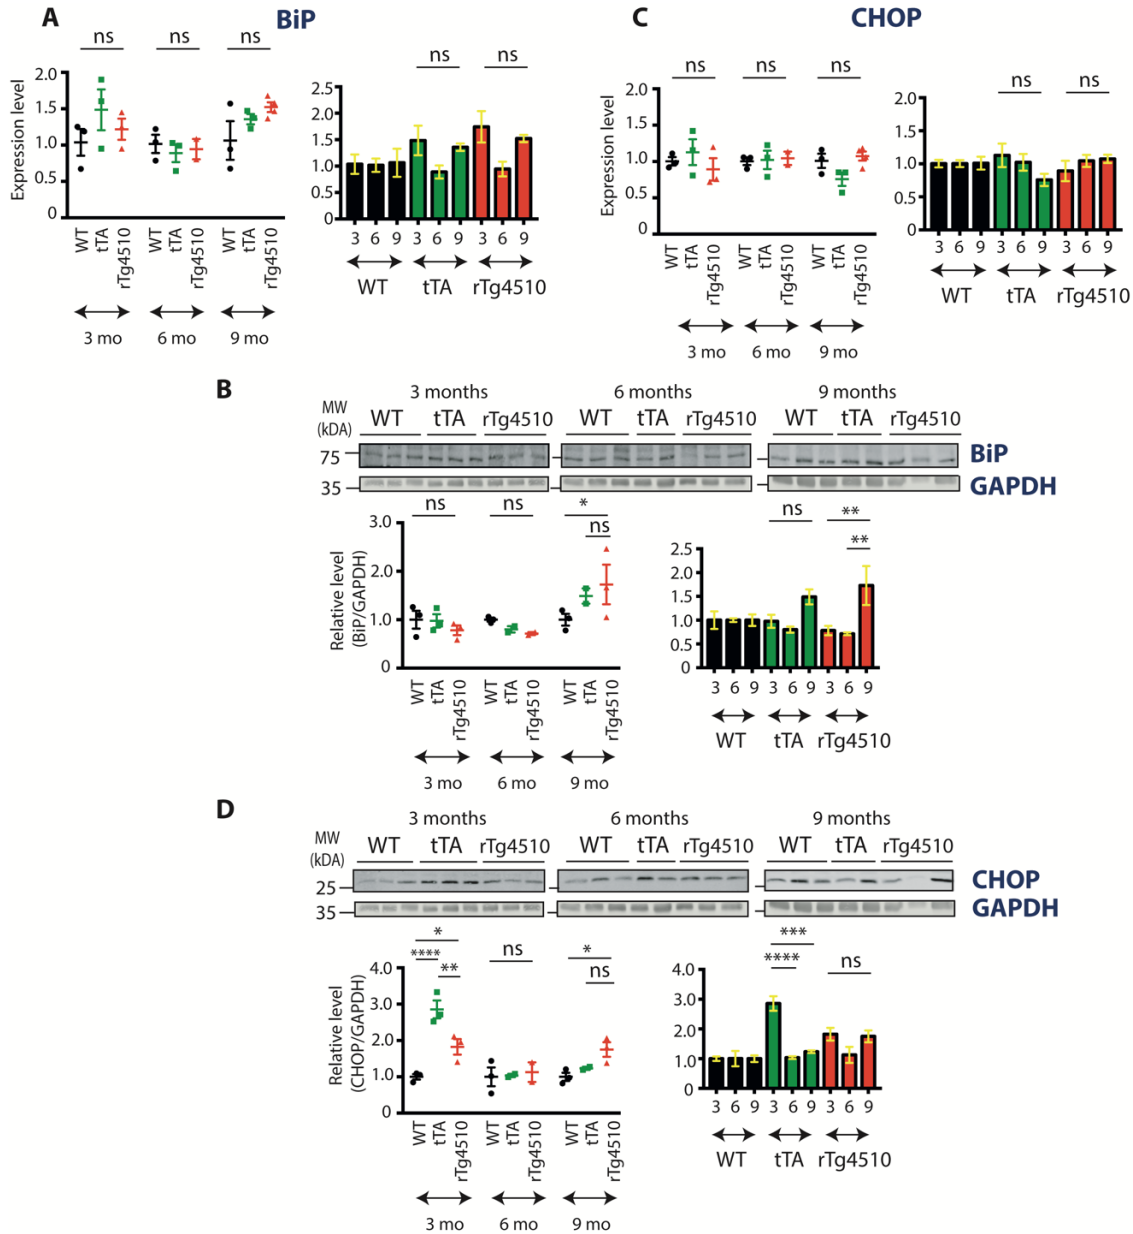 A
BiP
ns ns ns
Expression level
2.0
1.5
1.0
0.5
0
WT tTA rTg4510 WT tTA rTg4510 WT tTA rTg4510
3 mo 6 mo 9 mo
ns ns
2.5
2.0
1.5
1.0
0.5
0
3 6 9 3 6 9 3 6 9
WT tTA rTg4510
C
CHOP
ns ns ns
Expression level
2.0
1.5
1.0
0.5
0
WT tTA rTg4510 WT tTA rTg4510 WT tTA rTg4510
3 mo 6 mo 9 mo
ns ns
2.0
1.5
1.0
0.5
0
3 6 9 3 6 9 3 6 9
WT tTA rTg4510
B
3 months 6 months 9 months
MW
(kDA)
WT tTA rTg4510 WT tTA rTg4510 WT tTA rTg4510
75
BiP
35
GAPDH
ns ns * ns
Relative level
(BiP/GAPDH)
3.0
2.0
1.0
0
WT tTA rTg4510 WT tTA rTg4510 WT tTA rTg4510
3 mo 6 mo 9 mo
ns ** **
2.5
2.0
1.5
1.0
0.5
0
3 6 9 3 6 9 3 6 9
WT tTA rTg4510
D
3 months 6 months 9 months
MW
(kDA)
WT tTA rTg4510 WT tTA rTg4510 WT tTA rTg4510
25
CHOP
35
GAPDH
* **** ** ns * ns
Relative level
(CHOP/GAPDH)
4.0
3.0
2.0
1.0
0
WT tTA rTg4510 WT tTA rTg4510 WT tTA rTg4510
3 mo 6 mo 9 mo
*** **** ns
4.0
3.0
2.0
1.0
0
3 6 9 3 6 9 3 6 9
WT tTA rTg4510